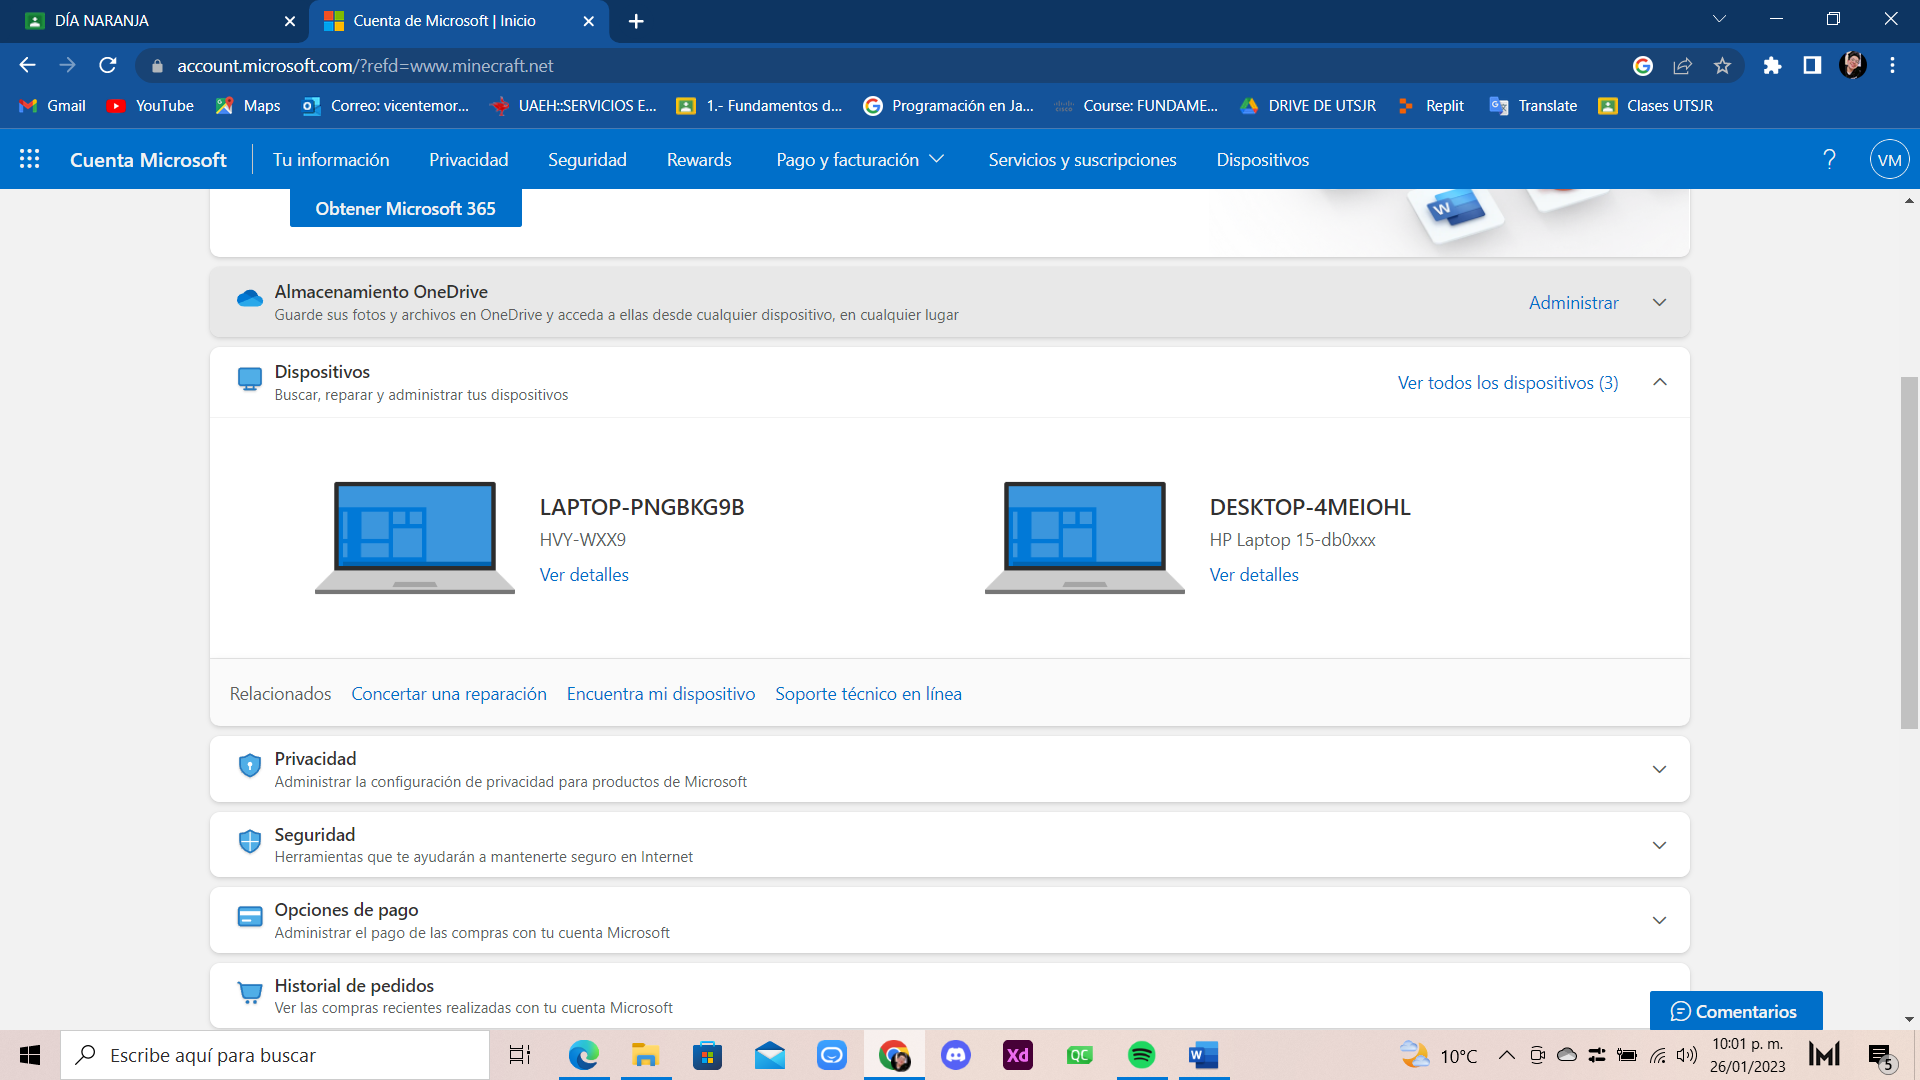 DÍA NARANJA
Cuenta de Microsoft | Inicio
account.microsoft.com/?refd=www.minecraft.net
Gmail
YouTube
Maps
Correo: vicentemor...
UAEH::SERVICIOS E...
1.- Fundamentos d...
Programación en Ja...
Course: FUNDAME...
DRIVE DE UTSJR
Replit
Translate
Clases UTSJR
Cuenta Microsoft
Tu información
Privacidad
Seguridad
Rewards
Pago y facturación
Servicios y suscripciones
Dispositivos
?
VM
Obtener Microsoft 365
W
Almacenamiento OneDrive
Guarde sus fotos y archivos en OneDrive y acceda a ellas desde cualquier dispositivo, en cualquier lugar
Administrar
Dispositivos
Buscar, reparar y administrar tus dispositivos
Ver todos los dispositivos (3)
LAPTOP-PNGBKG9B
HVY-WXX9
Ver detalles
DESKTOP-4MEIOHL
HP Laptop 15-db0xxx
Ver detalles
Relacionados
Concertar una reparación
Encuentra mi dispositivo
Soporte técnico en línea
Privacidad
Administrar la configuración de privacidad para productos de Microsoft
Seguridad
Herramientas que te ayudarán a mantenerte seguro en Internet
Opciones de pago
Administrar el pago de las compras con tu cuenta Microsoft
Historial de pedidos
Ver las compras recientes realizadas con tu cuenta Microsoft
Comentarios
Escribe aquí para buscar
Xd
QC
W
10°C
10:01 p. m.
26/01/2023
5